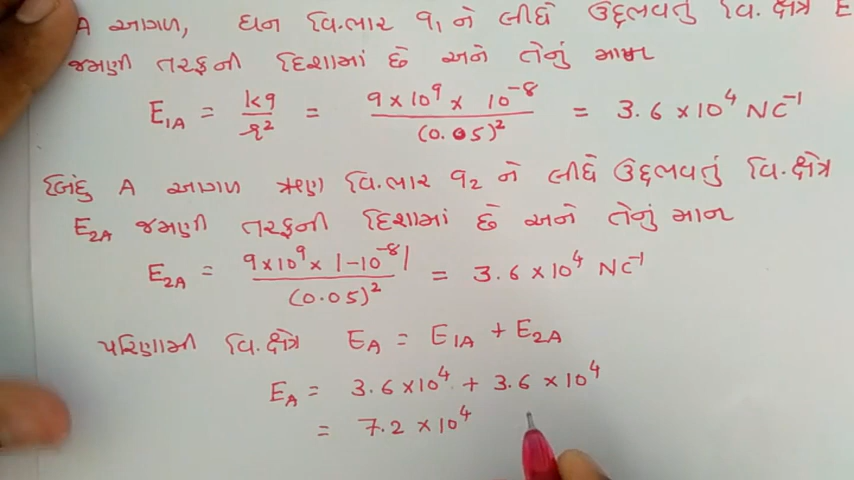 A આગળ, ધન વિ.ભાર q₁ ને લીધે ઉદ્દભવતું વિ. ક્ષેત્ર E
જમણી તરફની દિશામાં છે અને તેનું માન
E₁A = kq/r² = 9×10⁹ × 10⁻⁸/(0.05)² = 3.6 ×10⁴ NC⁻¹
બિંદુ A આગળ ઋણ વિ.ભાર q₂ ને લીધે ઉદ્દભવતું વિ.ક્ષેત્ર
E₂A જમણી તરફની દિશામાં છે અને તેનું માન
E₂A = 9×10⁹ × |-10⁻⁸|/(0.05)² = 3.6 ×10⁴ NC⁻¹
પરિણામી વિ.ક્ષેત્ર EA = E₁A + E₂A
EA = 3.6 ×10⁴ + 3.6 ×10⁴
= 7.2 ×10⁴